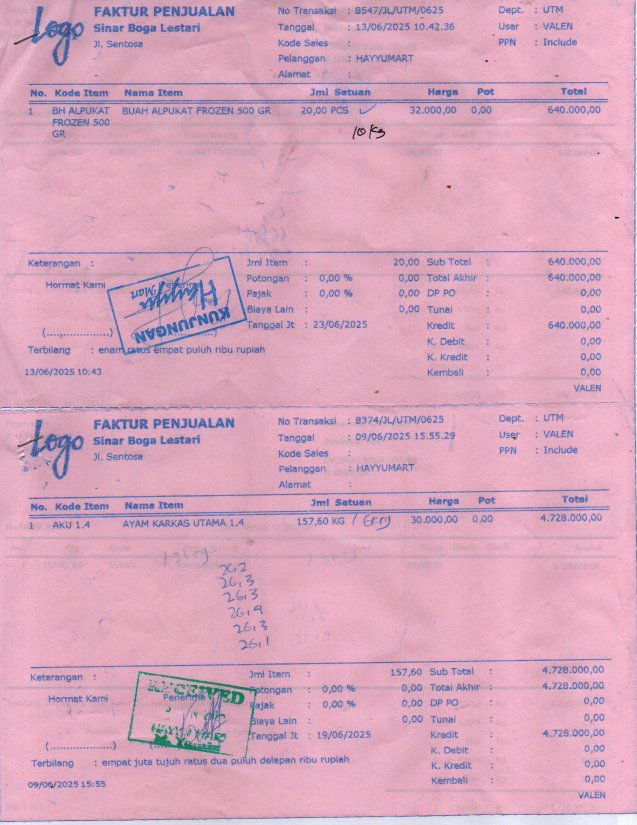 Logo
FAKTUR PENJUALAN
Sinar Boga Lestari
Jl. Sentosa
No Transaksi : 8547/JL/UTM/0625
Tanggal : 13/06/2025 10.42.36
Kode Sales :
Pelanggan : HAYYUMART
Alamat :
Dept. : UTM
User : VALEN
PPN : Include
No. Kode Item Nama Item Jml Satuan Harga Pot Total
1 BH ALPUKAT FROZEN 500 GR BUAH ALPUKAT FROZEN 500 GR 20,00 PCS 32.000,00 0,00 640.000,00
10 Kg
Keterangan :
Hormat Kami Penerima
(....................) (....................)
KUNJUNGAN
Hayyu Mart
Jml Item : 20,00 Sub Total : 640.000,00
Potongan : 0,00 % 0,00 Total Akhir : 640.000,00
Pajak : 0,00 % 0,00 DP PO : 0,00
Biaya Lain : 0,00 Tunai : 0,00
Tanggal Jt : 23/06/2025 Kredit : 640.000,00
K. Debit : 0,00
K. Kredit : 0,00
Kembali : 0,00
Terbilang : enam ratus empat puluh ribu rupiah
13/06/2025 10:43
VALEN
Logo
FAKTUR PENJUALAN
Sinar Boga Lestari
Jl. Sentosa
No Transaksi : 8374/JL/UTM/0625
Tanggal : 09/06/2025 15.55.29
Kode Sales :
Pelanggan : HAYYUMART
Alamat :
Dept. : UTM
User : VALEN
PPN : Include
No. Kode Item Nama Item Jml Satuan Harga Pot Total
1 AKU 1.4 AYAM KARKAS UTAMA 1.4 157,60 KG 30.000,00 0,00 4.728.000,00
26,2
26,3
26,3
26,4
26,3
26,1
Keterangan :
Hormat Kami Penerima
(....................)
RECEIVED
Jml Item : 157,60 Sub Total : 4.728.000,00
Potongan : 0,00 % 0,00 Total Akhir : 4.728.000,00
Pajak : 0,00 % 0,00 DP PO : 0,00
Biaya Lain : 0,00 Tunai : 0,00
Tanggal Jt : 19/06/2025 Kredit : 4.728.000,00
K. Debit : 0,00
K. Kredit : 0,00
Kembali : 0,00
Terbilang : empat juta tujuh ratus dua puluh delapan ribu rupiah
09/06/2025 15:55
VALEN